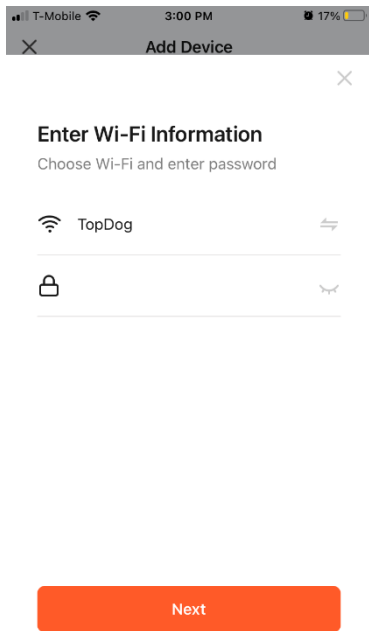 T-Mobile 3:00 PM 17%
Add Device
Enter Wi-Fi Information
Choose Wi-Fi and enter password
TopDog
Next